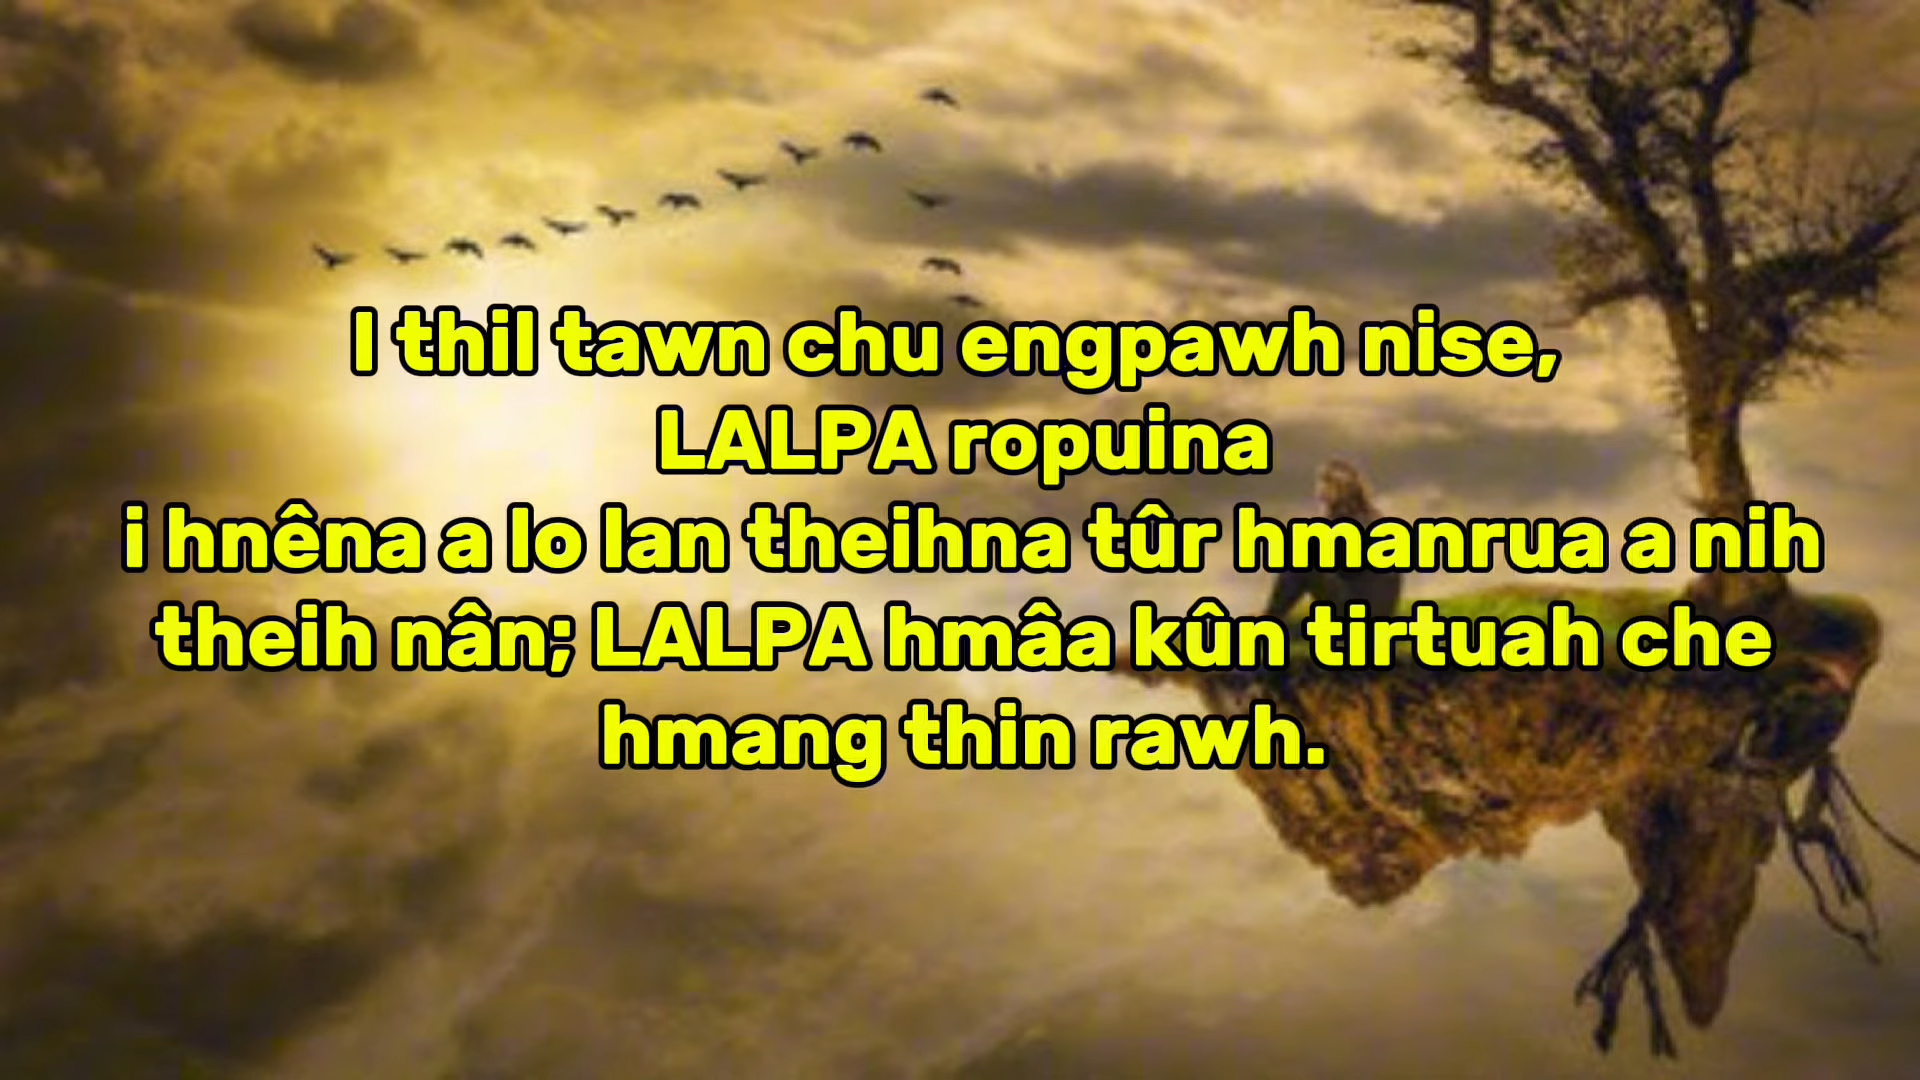 I thil tawn chu engpawh nise,
LALPA ropuina
i hnêna a lo lan theihna tûr hmanrua a nih
theih nân; LALPA hmâa kûn tirtuah che
hmang thin rawh.